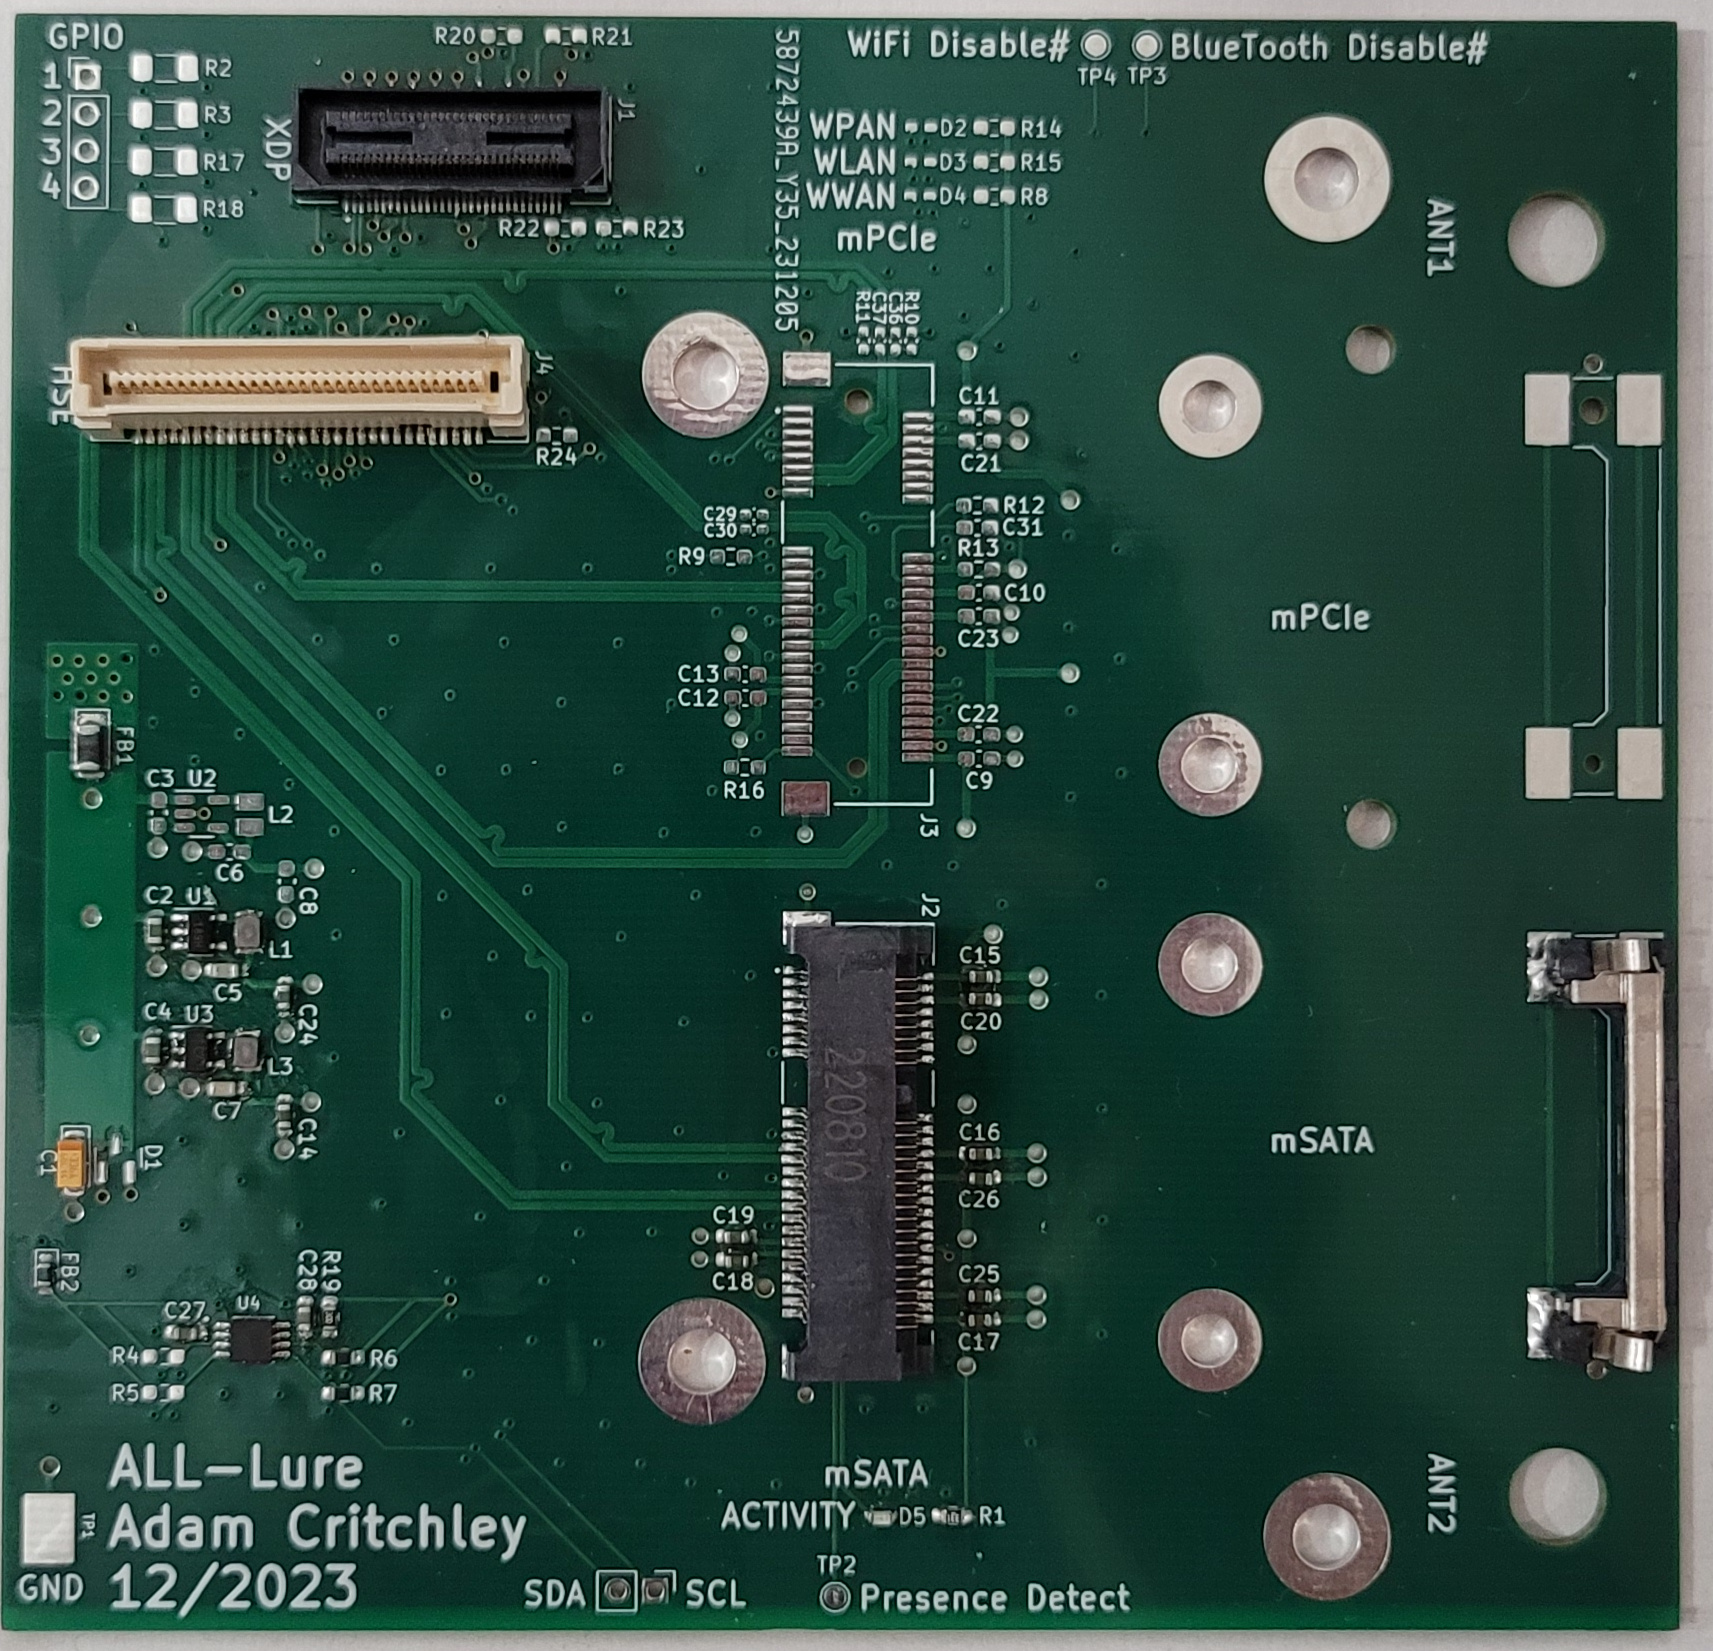 GPIO
1
2
3
4
R2
R3
R17
R18
R20
R21
XDP
J1
R22
R23
5872439A_Y35_231205
WiFi Disable#
BlueTooth Disable#
TP4
TP3
WPAN
D2
R14
WLAN
D3
R15
WWAN
D4
R8
mPCIe
ANT1
HSE
J4
R24
R11
C37
C36
R10
C11
C21
C29
C30
R9
R12
C31
R13
C10
C23
mPCIe
C13
C12
C22
C9
R16
J3
FB1
C3
U2
L2
C6
C8
C2
U1
L1
C5
C24
C4
U3
L3
C7
C14
C1
D1
J2
C15
C20
220810
C16
C26
C19
C18
C25
C17
mSATA
FB2
C28
R19
C27
U4
R4
R5
R6
R7
ANT2
ALL-Lure
Adam Critchley
12/2023
TP1
GND
SDA
SCL
mSATA
ACTIVITY
D5
R1
TP2
Presence Detect